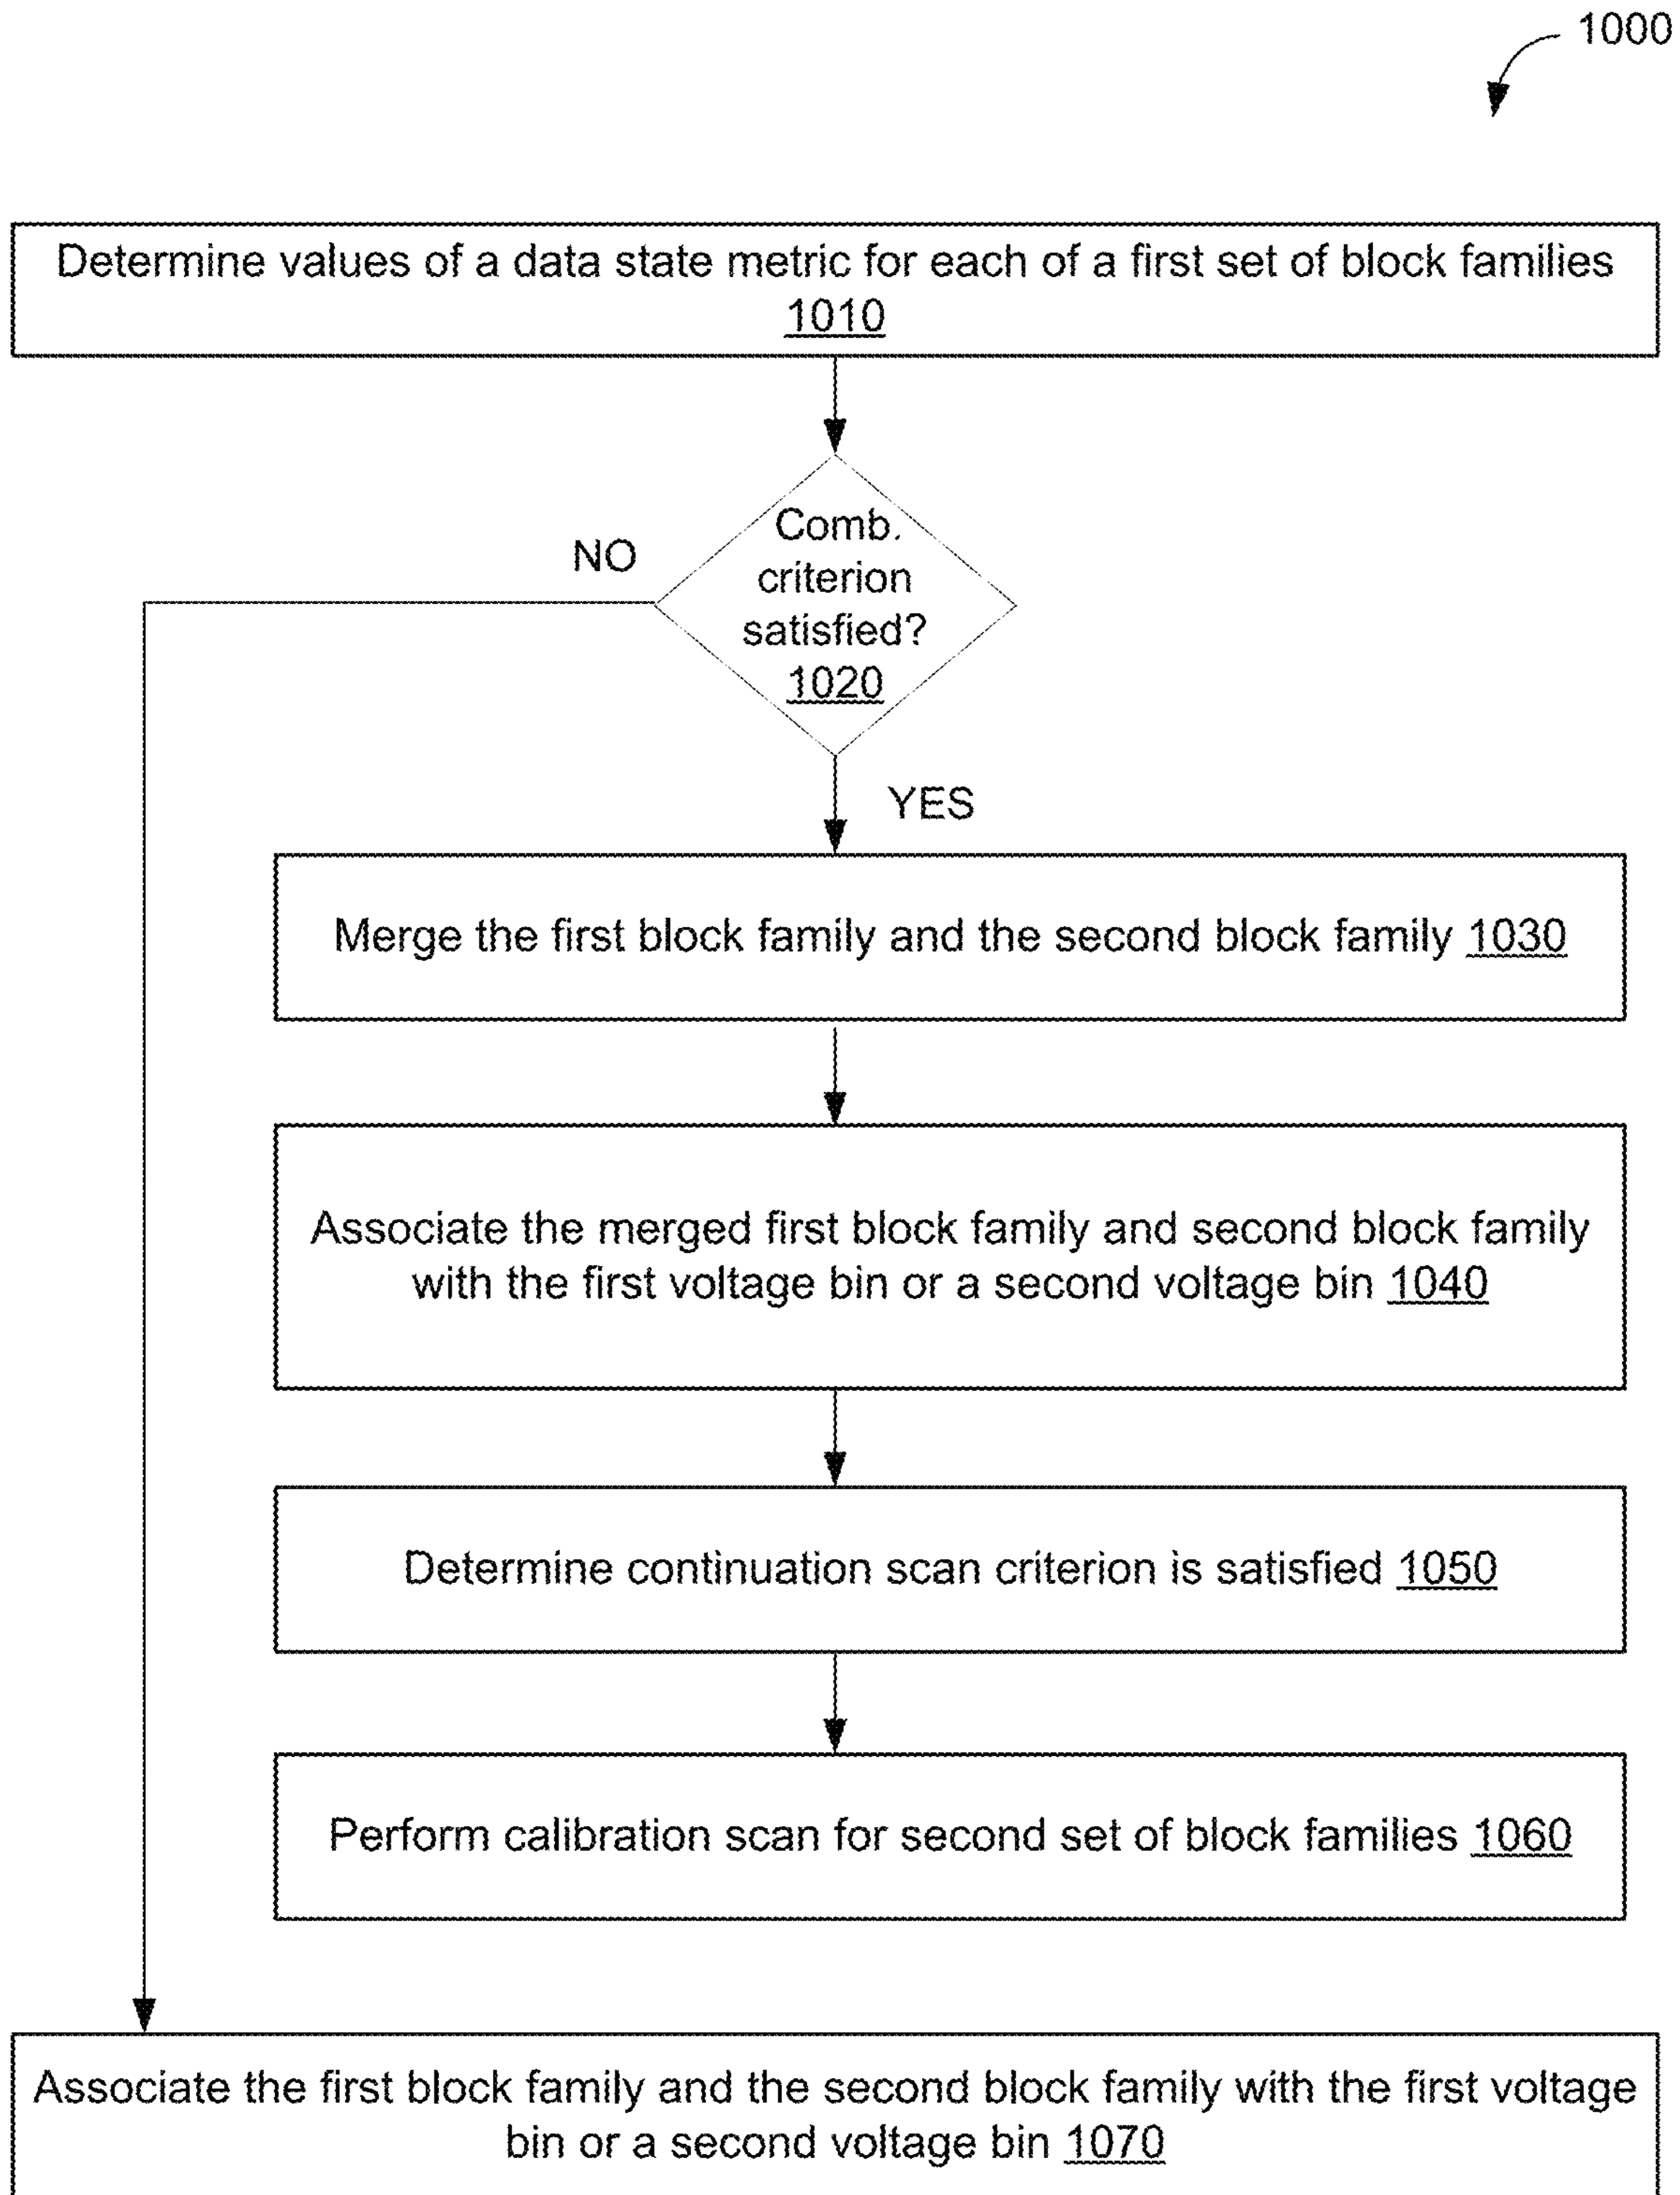 1000
Determine values of a data state metric for each of a first set of block families
1010
Comb.
criterion
satisfied?
1020
NO
YES
Merge the first block family and the second block family 1030
Associate the merged first block family and second block family
with the first voltage bin or a second voltage bin 1040
Determine continuation scan criterion is satisfied 1050
Perform calibration scan for second set of block families 1060
Associate the first block family and the second block family with the first voltage
bin or a second voltage bin 1070